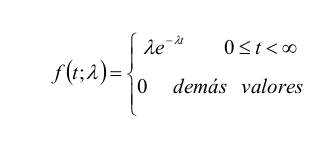 f(t;λ) = { λe^{-λt}   0 ≤ t < ∞
0   demás valores